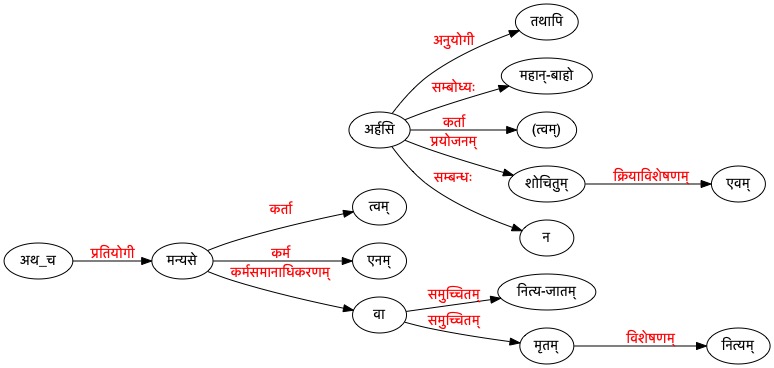 तथापि
अनुयोगी
महान्-बाहो
सम्बोध्यः
अर्हसि
कर्ता
(त्वम्)
प्रयोजनम्
शोचितुम्
क्रियाविशेषणम्
एवम्
सम्बन्धः
न
त्वम्
कर्ता
अथ_च
प्रतियोगी
मन्यसे
कर्म
एनम्
कर्मसमानाधिकरणम्
वा
समुच्चितम्
नित्य-जातम्
समुच्चितम्
मृतम्
विशेषणम्
नित्यम्